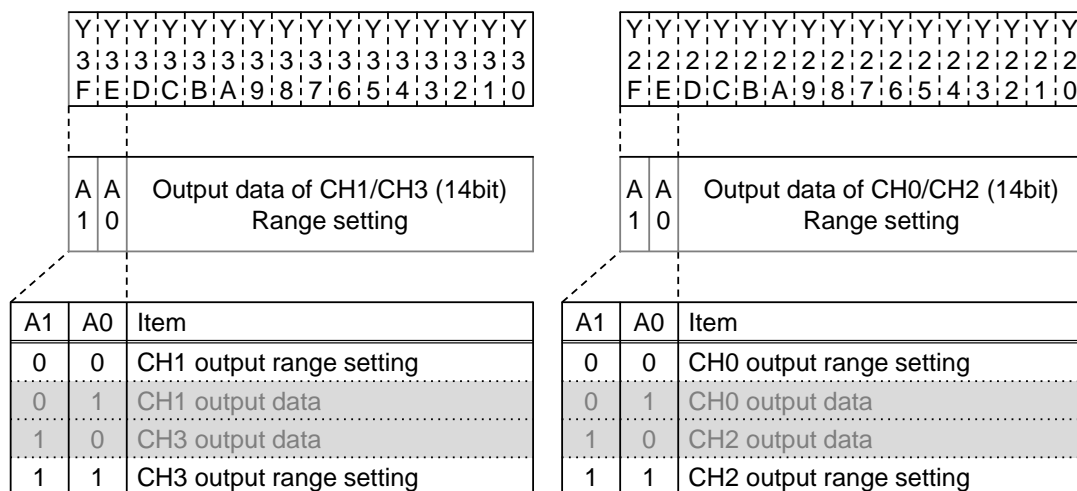 Y Y Y Y Y Y Y Y Y Y Y Y Y Y Y Y
3 3 3 3 3 3 3 3 3 3 3 3 3 3 3 3
F E D C B A 9 8 7 6 5 4 3 2 1 0
A A
1 0
Output data of CH1/CH3 (14bit)
Range setting
A1 A0 Item
0 0 CH1 output range setting
0 1 CH1 output data
1 0 CH3 output data
1 1 CH3 output range setting
Y Y Y Y Y Y Y Y Y Y Y Y Y Y Y Y
2 2 2 2 2 2 2 2 2 2 2 2 2 2 2 2
F E D C B A 9 8 7 6 5 4 3 2 1 0
A A
1 0
Output data of CH0/CH2 (14bit)
Range setting
A1 A0 Item
0 0 CH0 output range setting
0 1 CH0 output data
1 0 CH2 output data
1 1 CH2 output range setting